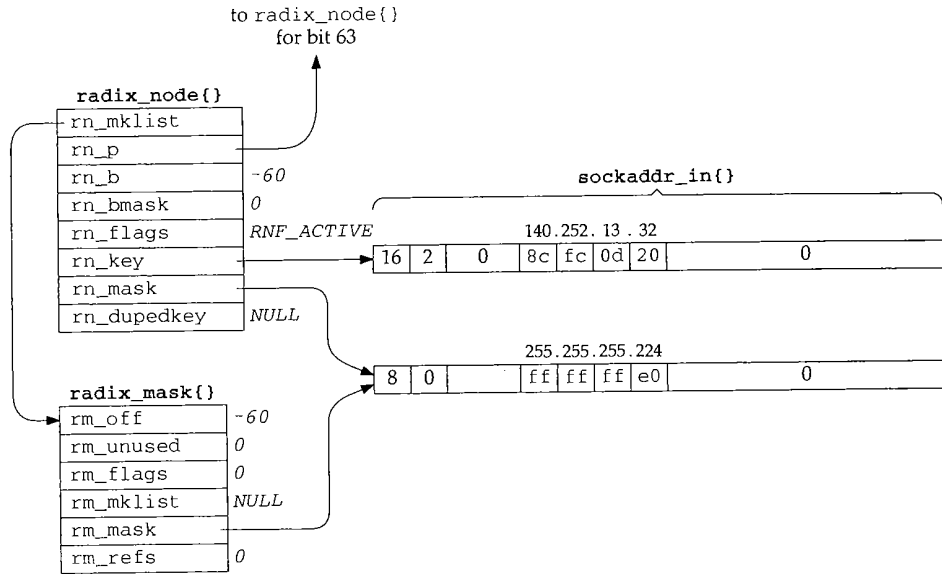 to radix_node{}
for bit 63
radix_node{}
rn_mklist
rn_p
rn_b -60
rn_bmask 0
rn_flags RNF_ACTIVE
rn_key
rn_mask
rn_dupedkey NULL
sockaddr_in{}
140.252. 13 . 32
16 2 0 8c fc 0d 20 0
255.255.255.224
8 0 ff ff ff e0 0
radix_mask{}
rm_off -60
rm_unused 0
rm_flags 0
rm_mklist NULL
rm_mask
rm_refs 0